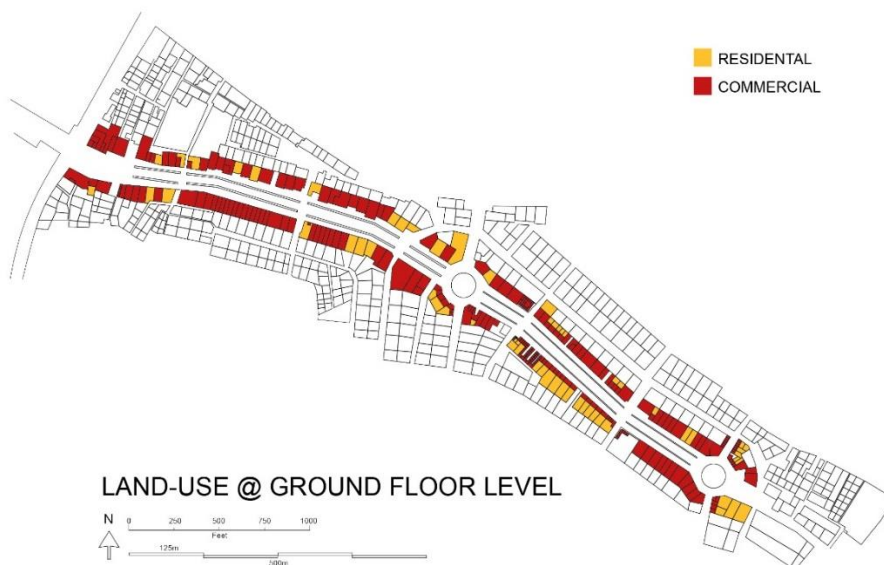 RESIDENTAL
COMMERCIAL
LAND-USE @ GROUND FLOOR LEVEL
N
0 250 500 750 1000
Feet
125m
500m